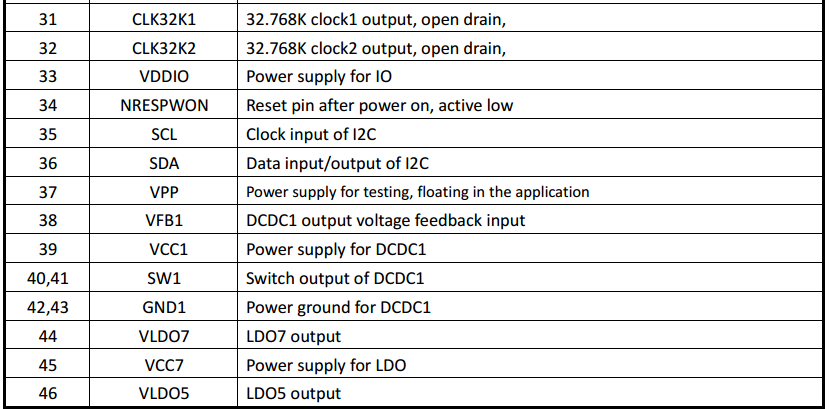 31 CLK32K1 32.768K clock1 output, open drain,
32 CLK32K2 32.768K clock2 output, open drain,
33 VDDIO Power supply for IO
34 NRESPWON Reset pin after power on, active low
35 SCL Clock input of I2C
36 SDA Data input/output of I2C
37 VPP Power supply for testing, floating in the application
38 VFB1 DCDC1 output voltage feedback input
39 VCC1 Power supply for DCDC1
40,41 SW1 Switch output of DCDC1
42,43 GND1 Power ground for DCDC1
44 VLDO7 LDO7 output
45 VCC7 Power supply for LDO
46 VLDO5 LDO5 output